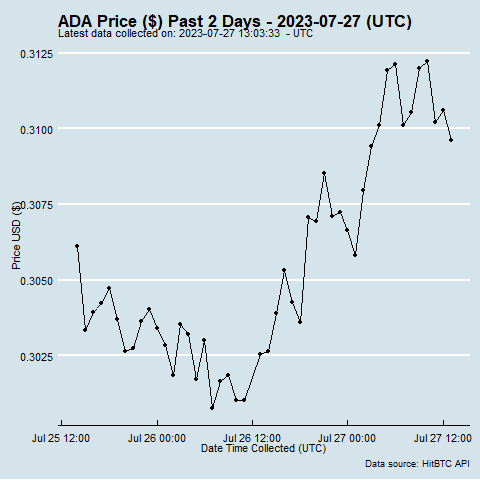 ADA Price ($) Past 2 Days - 2023-07-27 (UTC)
Latest data collected on: 2023-07-27 13:03:33 - UTC
0.3125
0.3100
0.3075
0.3050
0.3025
Price USD ($)
Jul 25 12:00
Jul 26 00:00
Jul 26 12:00
Jul 27 00:00
Jul 27 12:00
Date Time Collected (UTC)
Data source: HitBTC API